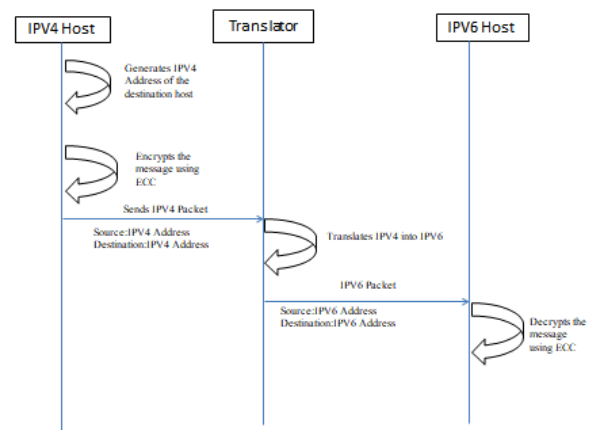 IPV4 Host
Translator
IPV6 Host
Generates IPV4
Address of the
destination host
Encrypts the
message using
ECC
Sends IPV4 Packet
Source:IPV4 Address
Destination:IPV4 Address
Translates IPV4 into IPV6
IPV6 Packet
Source:IPV6 Address
Destination:IPV6 Address
Decrypts the
message
using ECC